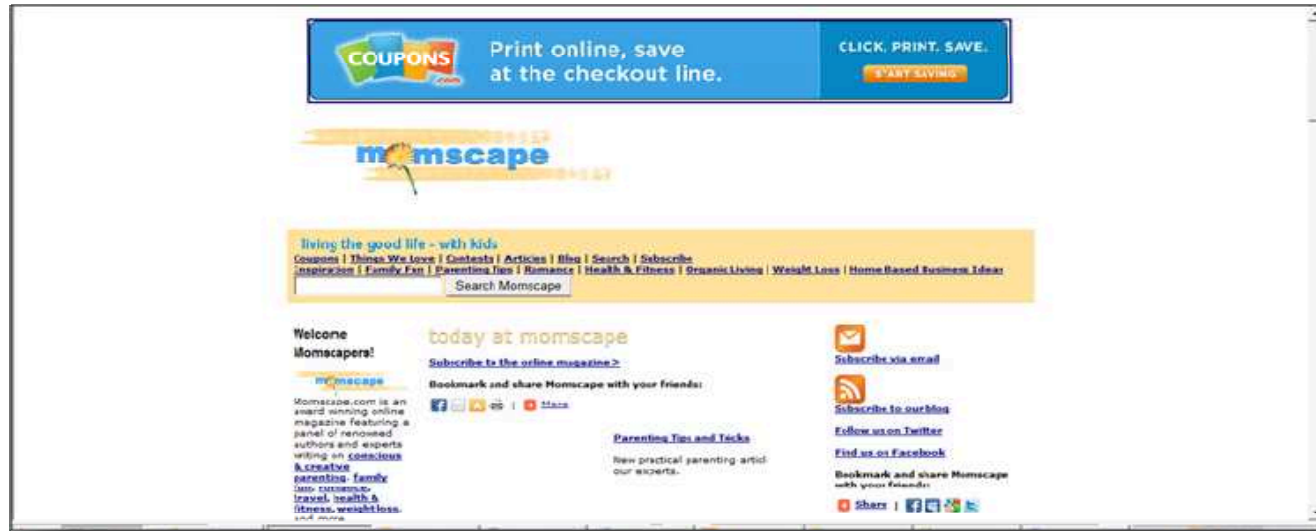 COUPONS
.com
Print online, save
at the checkout line.
CLICK. PRINT. SAVE.
START SAVING
momscape
living the good life - with kids
Coupons | Things We Love | Contests | Articles | Blog | Search | Subscribe
Inspiration | Family Fun | Parenting Tips | Romance | Health & Fitness | Organic Living | Weight Loss | Home Based Business Ideas
Search Momscape
Welcome
Momscapers!
momscape
Momscape.com is an
award winning online
magazine featuring a
panel of renowned
authors and experts
writing on conscious
& creative
parenting, family
fun, romance,
travel, health &
fitness, weight loss,
and more
today at momscape
Subscribe to the online magazine >
Bookmark and share Momscape with your friends:
| More
Parenting Tips and Tricks
New practical parenting articl
our experts.
Subscribe via email
Subscribe to our blog
Follow us on Twitter
Find us on Facebook
Bookmark and share Momscape
with your friends:
Share |